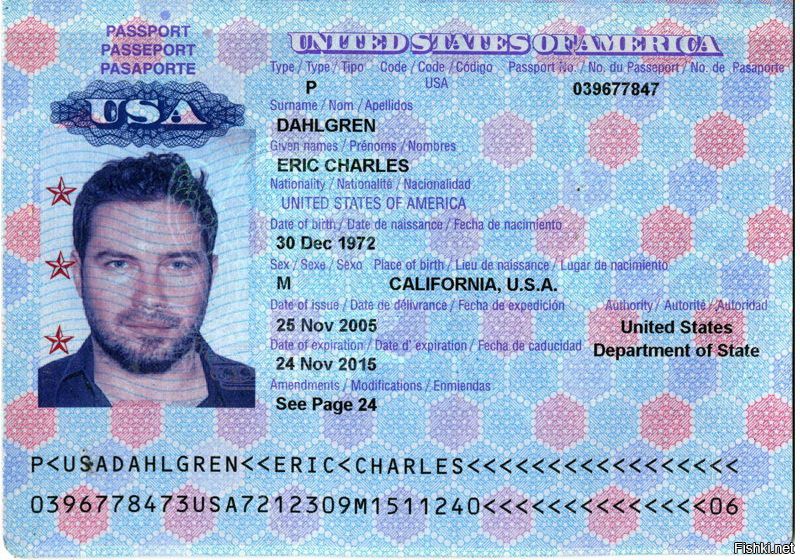 PASSPORT
PASSEPORT
PASAPORTE
USA
UNITED STATES OF AMERICA
Type / Type / Tipo Code / Code / Código Passport No. / No. du Passeport / No. de Pasaporte
P USA 039677847
Surname / Nom / Apellidos
DAHLGREN
Given names / Prénoms / Nombres
ERIC CHARLES
Nationality / Nationalité / Nacionalidad
UNITED STATES OF AMERICA
Date of birth / Date de naissance / Fecha de nacimiento
30 Dec 1972
Sex / Sexe / Sexo Place of birth / Lieu de naissance / Lugar de nacimiento
M CALIFORNIA, U.S.A.
Date of issue / Date de délivrance / Fecha de expedición Authority / Autorité / Autoridad
25 Nov 2005 United States
Date of expiration / Date d' expiration / Fecha de caducidad Department of State
24 Nov 2015
Amendments / Modifications / Enmiendas
See Page 24
P<USADAHLGREN<<ERIC<CHARLES<<<<<<<<<<<<<<<<<
0396778473USA7212309M1511240<<<<<<<<<<<<<<06
Fishki.net